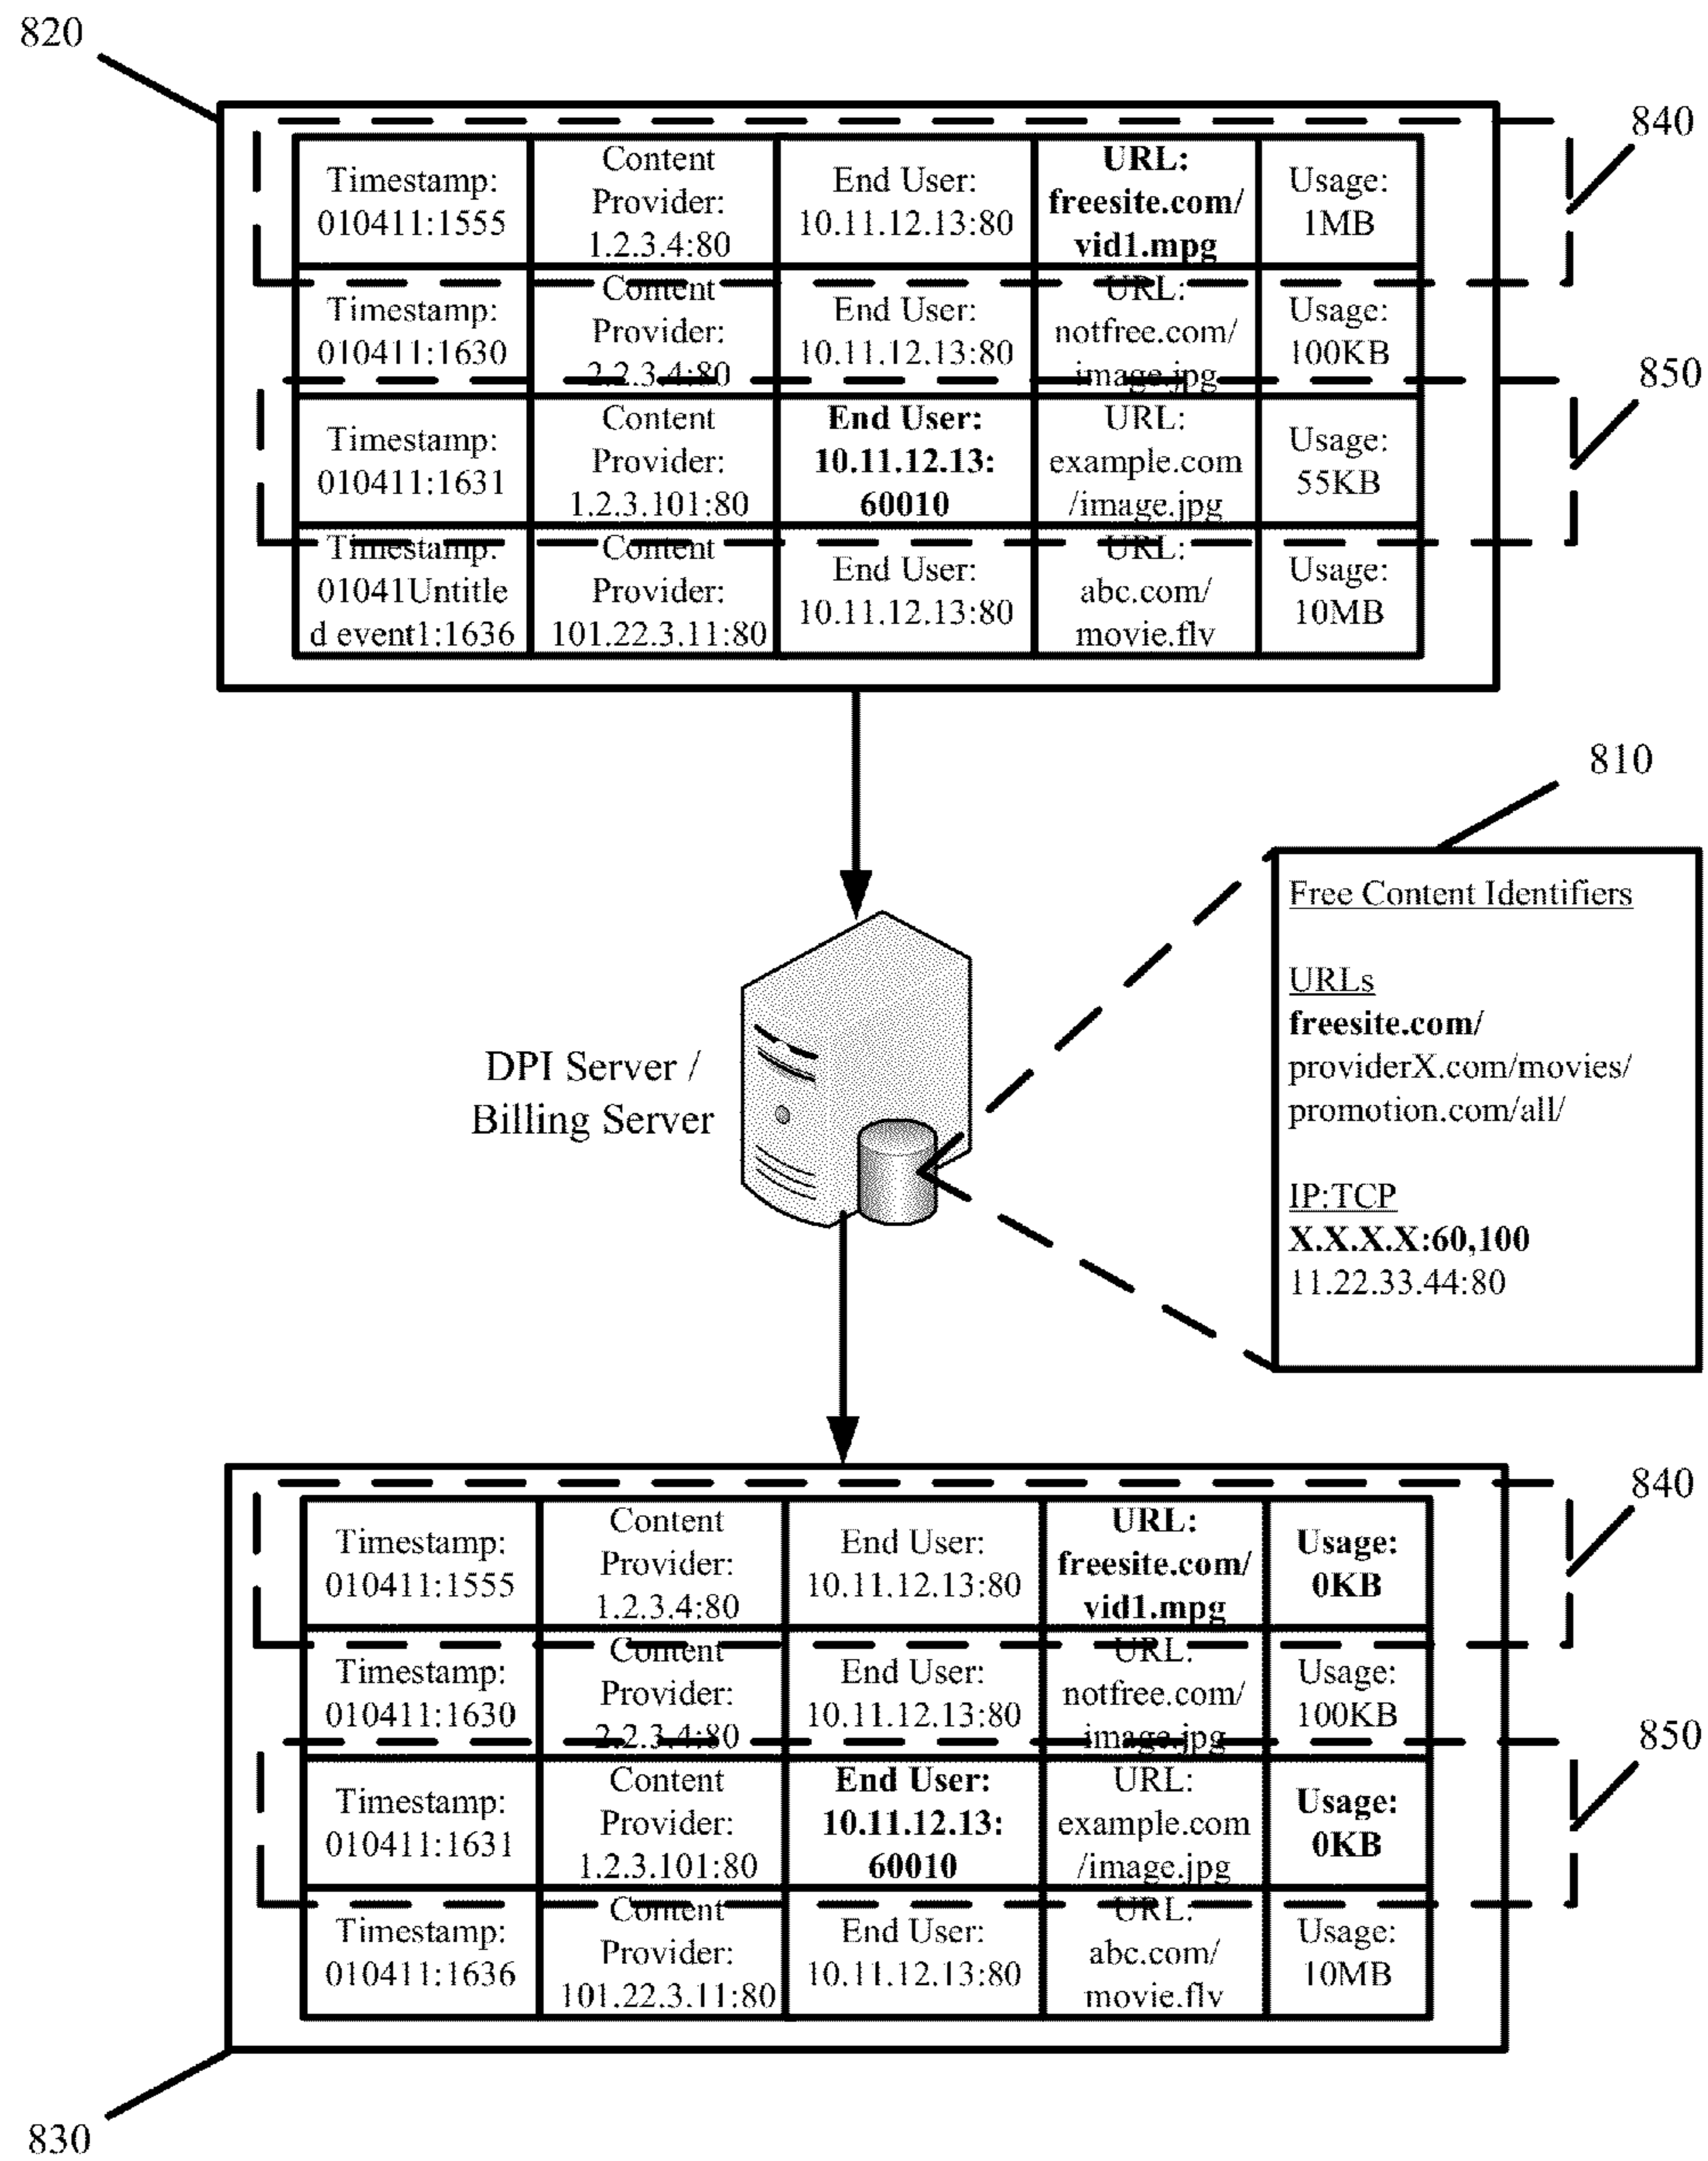 820
840
Timestamp:
010411:1555
Content
Provider:
1.2.3.4:80
End User:
10.11.12.13:80
URL:
freesite.com/
vid1.mpg
Usage:
1MB
Timestamp:
010411:1630
Content
Provider:
2.2.3.4:80
End User:
10.11.12.13:80
URL:
notfree.com/
image.jpg
Usage:
100KB
850
Timestamp:
010411:1631
Content
Provider:
1.2.3.101:80
End User:
10.11.12.13:
60010
URL:
example.com
/image.jpg
Usage:
55KB
Timestamp:
01041Untitle
d event1:1636
Content
Provider:
101.22.3.11:80
End User:
10.11.12.13:80
URL:
abc.com/
movie.flv
Usage:
10MB
810
Free Content Identifiers
URLs
freesite.com/
providerX.com/movies/
promotion.com/all/
IP:TCP
X.X.X.X:60,100
11.22.33.44:80
DPI Server /
Billing Server
840
Timestamp:
010411:1555
Content
Provider:
1.2.3.4:80
End User:
10.11.12.13:80
URL:
freesite.com/
vid1.mpg
Usage:
0KB
Timestamp:
010411:1630
Content
Provider:
2.2.3.4:80
End User:
10.11.12.13:80
URL:
notfree.com/
image.jpg
Usage:
100KB
850
Timestamp:
010411:1631
Content
Provider:
1.2.3.101:80
End User:
10.11.12.13:
60010
URL:
example.com
/image.jpg
Usage:
0KB
Timestamp:
010411:1636
Content
Provider:
101.22.3.11:80
End User:
10.11.12.13:80
URL:
abc.com/
movie.flv
Usage:
10MB
830